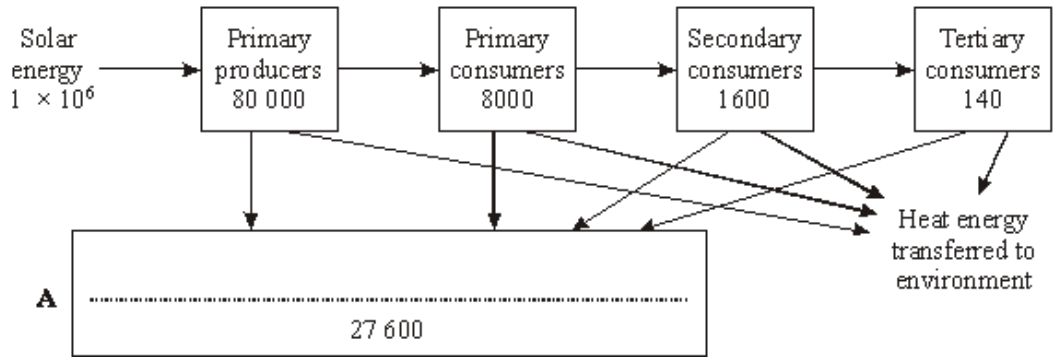 Solar
energy
1 × 10⁶
Primary
producers
80 000
Primary
consumers
8000
Secondary
consumers
1600
Tertiary
consumers
140
Heat energy
transferred to
environment
A
27 600